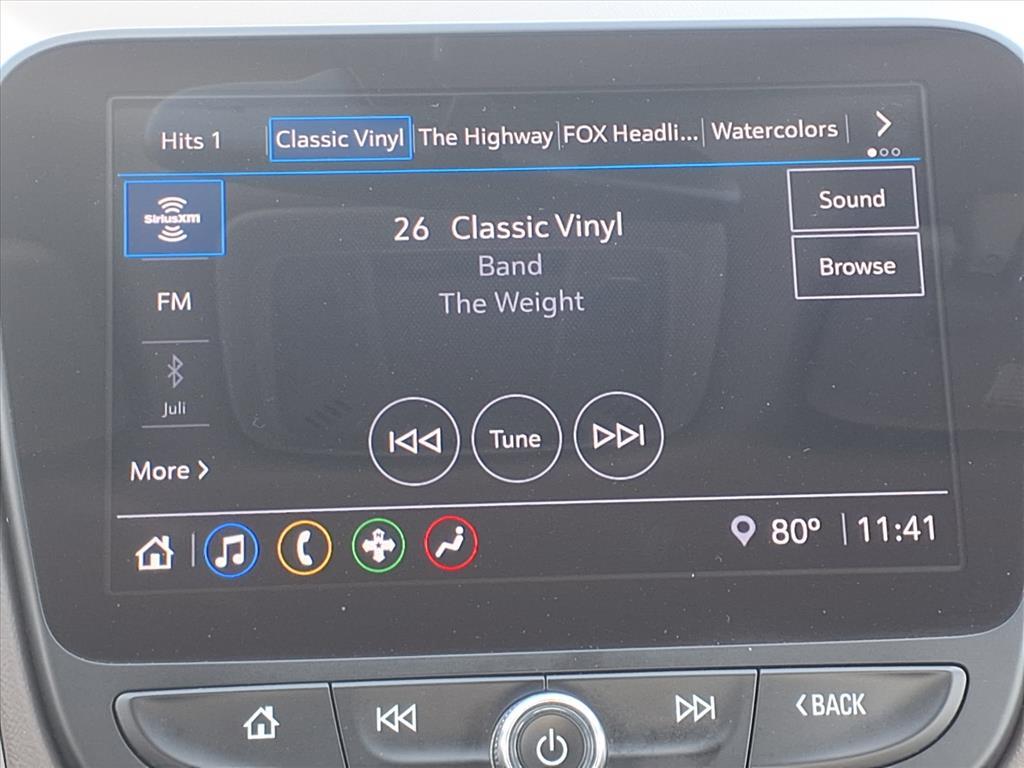 Hits 1
Classic Vinyl
The Highway
FOX Headli...
Watercolors
SiriusXM
26 Classic Vinyl
Sound
Band
Browse
FM
The Weight
Juli
Tune
More
80º
11:41
BACK